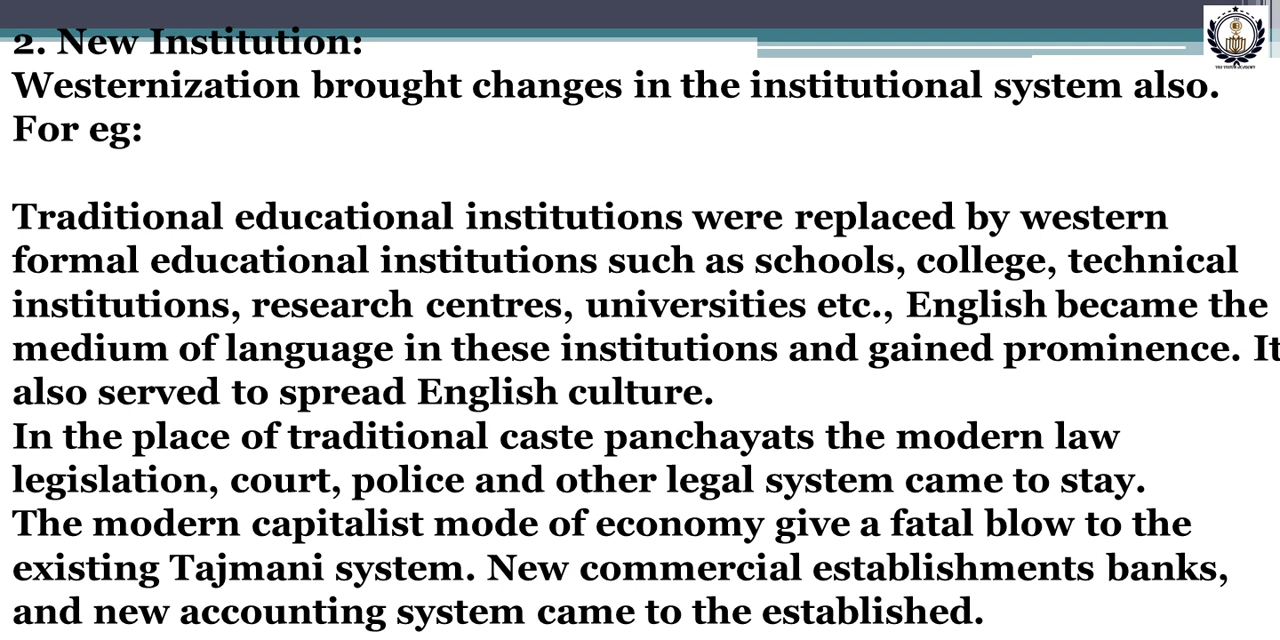 2. New Institution:
Westernization brought changes in the institutional system also.
For eg:
Traditional educational institutions were replaced by western
formal educational institutions such as schools, college, technical
institutions, research centres, universities etc., English became the
medium of language in these institutions and gained prominence. It
also served to spread English culture.
In the place of traditional caste panchayats the modern law
legislation, court, police and other legal system came to stay.
The modern capitalist mode of economy give a fatal blow to the
existing Tajmani system. New commercial establishments banks,
and new accounting system came to the established.